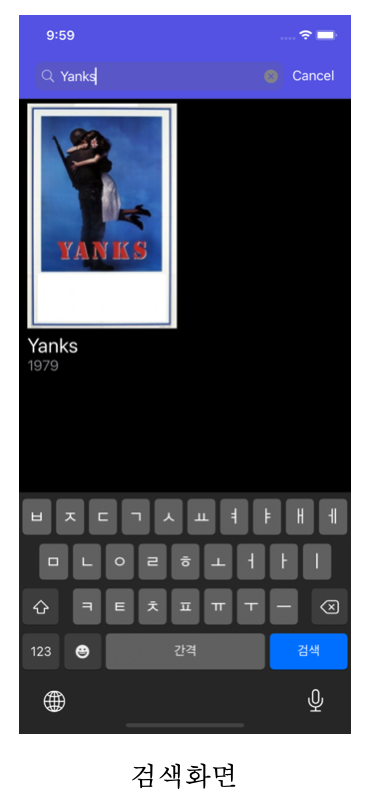 9:59
Yanks
Cancel
YANKS
Yanks
1979
ㅂ ㅈ ㄷ ㄱ ㅅ ㅛ ㅕ ㅑ ㅐ ㅔ
ㅁ ㄴ ㅇ ㄹ ㅎ ㅗ ㅓ ㅏ ㅣ
ㅋ ㅌ ㅊ ㅍ ㅠ ㅜ ㅡ
123 간격 검색
검색화면